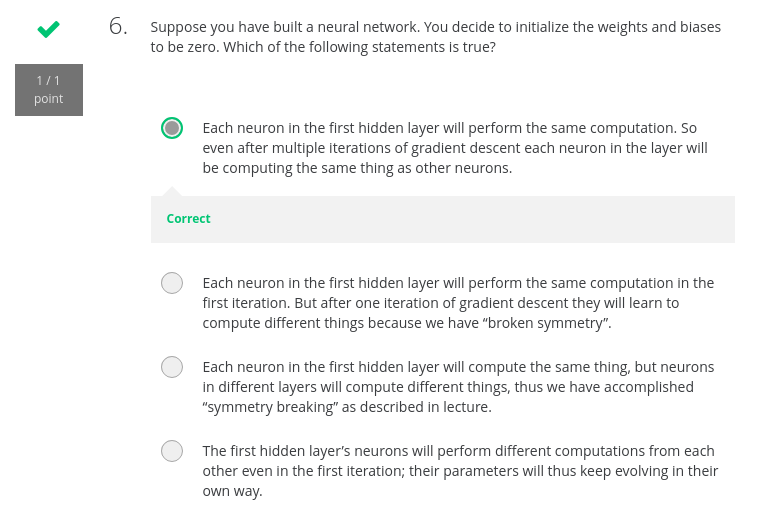 6.
Suppose you have built a neural network. You decide to initialize the weights and biases
to be zero. Which of the following statements is true?
1 / 1
point
Each neuron in the first hidden layer will perform the same computation. So
even after multiple iterations of gradient descent each neuron in the layer will
be computing the same thing as other neurons.
Correct
Each neuron in the first hidden layer will perform the same computation in the
first iteration. But after one iteration of gradient descent they will learn to
compute different things because we have “broken symmetry”.
Each neuron in the first hidden layer will compute the same thing, but neurons
in different layers will compute different things, thus we have accomplished
“symmetry breaking” as described in lecture.
The first hidden layer’s neurons will perform different computations from each
other even in the first iteration; their parameters will thus keep evolving in their
own way.